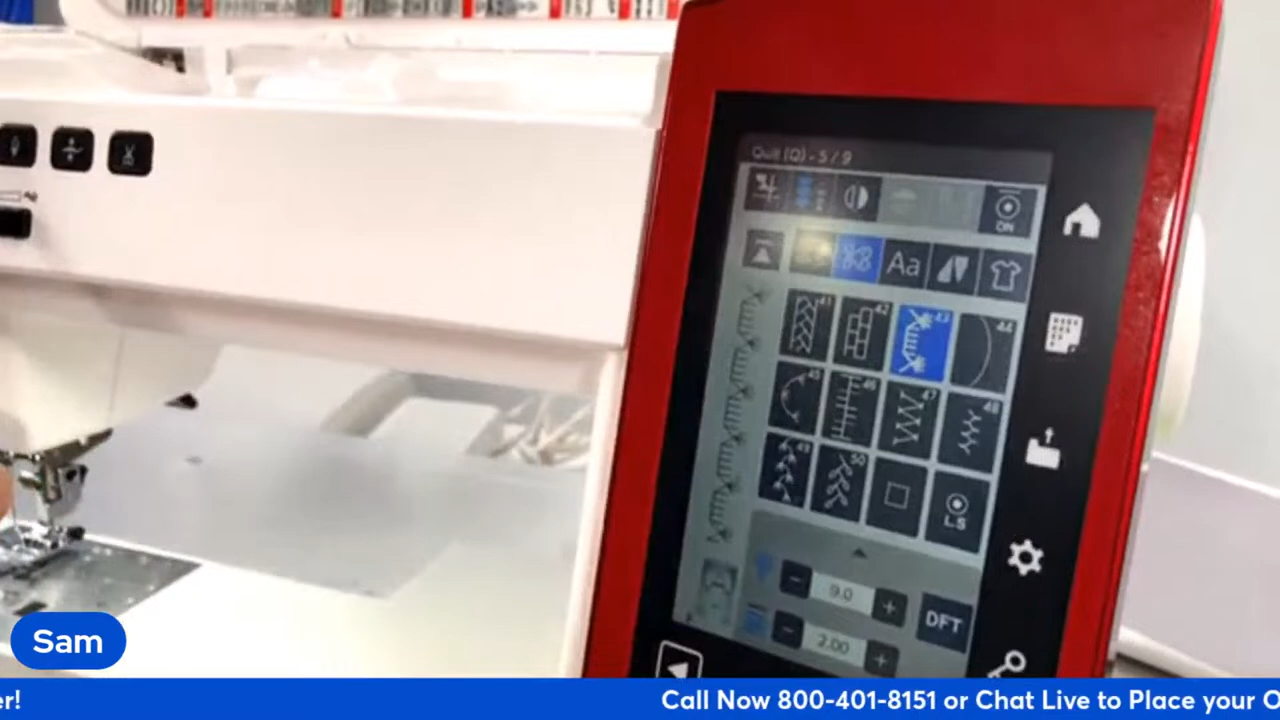 Quilt (Q) - 5 / 9
ON
Aa
41
42
43
44
45
46
47
48
49
50
LS
9.0
DFT
2.00
Sam
er!
Call Now 800-401-8151 or Chat Live to Place your O